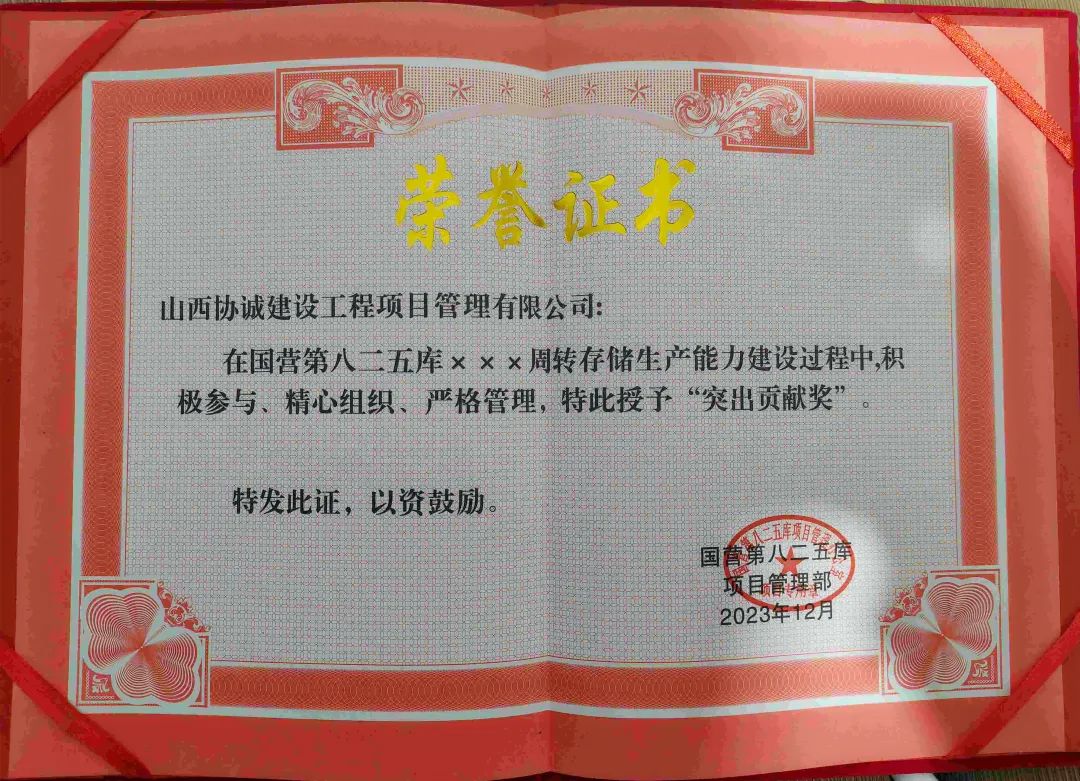 荣誉证书
山西协诚建设工程项目管理有限公司：
在国营第八二五库×××周转存储生产能力建设过程中,积
极参与、精心组织、严格管理，特此授予“突出贡献奖”。
特发此证，以资鼓励。
国营第八二五库
项目管理部
2023年12月